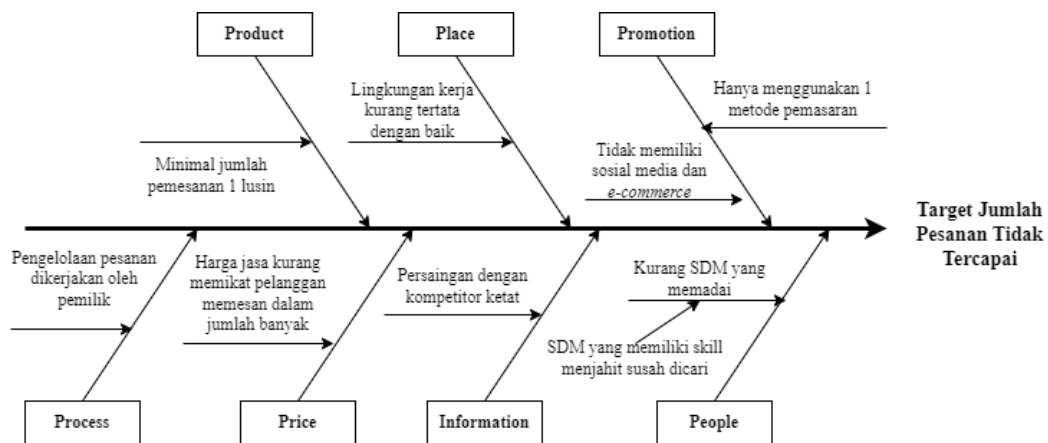 Product
Place
Promotion
Lingkungan kerja
kurang tertata
dengan baik
Hanya menggunakan 1
metode pemasaran
Minimal jumlah
pemesanan 1 lusin
Tidak memiliki
sosial media dan
e-commerce
Target Jumlah
Pesanan Tidak
Tercapai
Pengelolaan pesanan
dikerjakan oleh
pemilik
Harga jasa kurang
memikat pelanggan
memesan dalam
jumlah banyak
Persaingan dengan
kompetitor ketat
Kurang SDM yang
memadai
SDM yang memiliki skill
menjahit susah dicari
Process
Price
Information
People